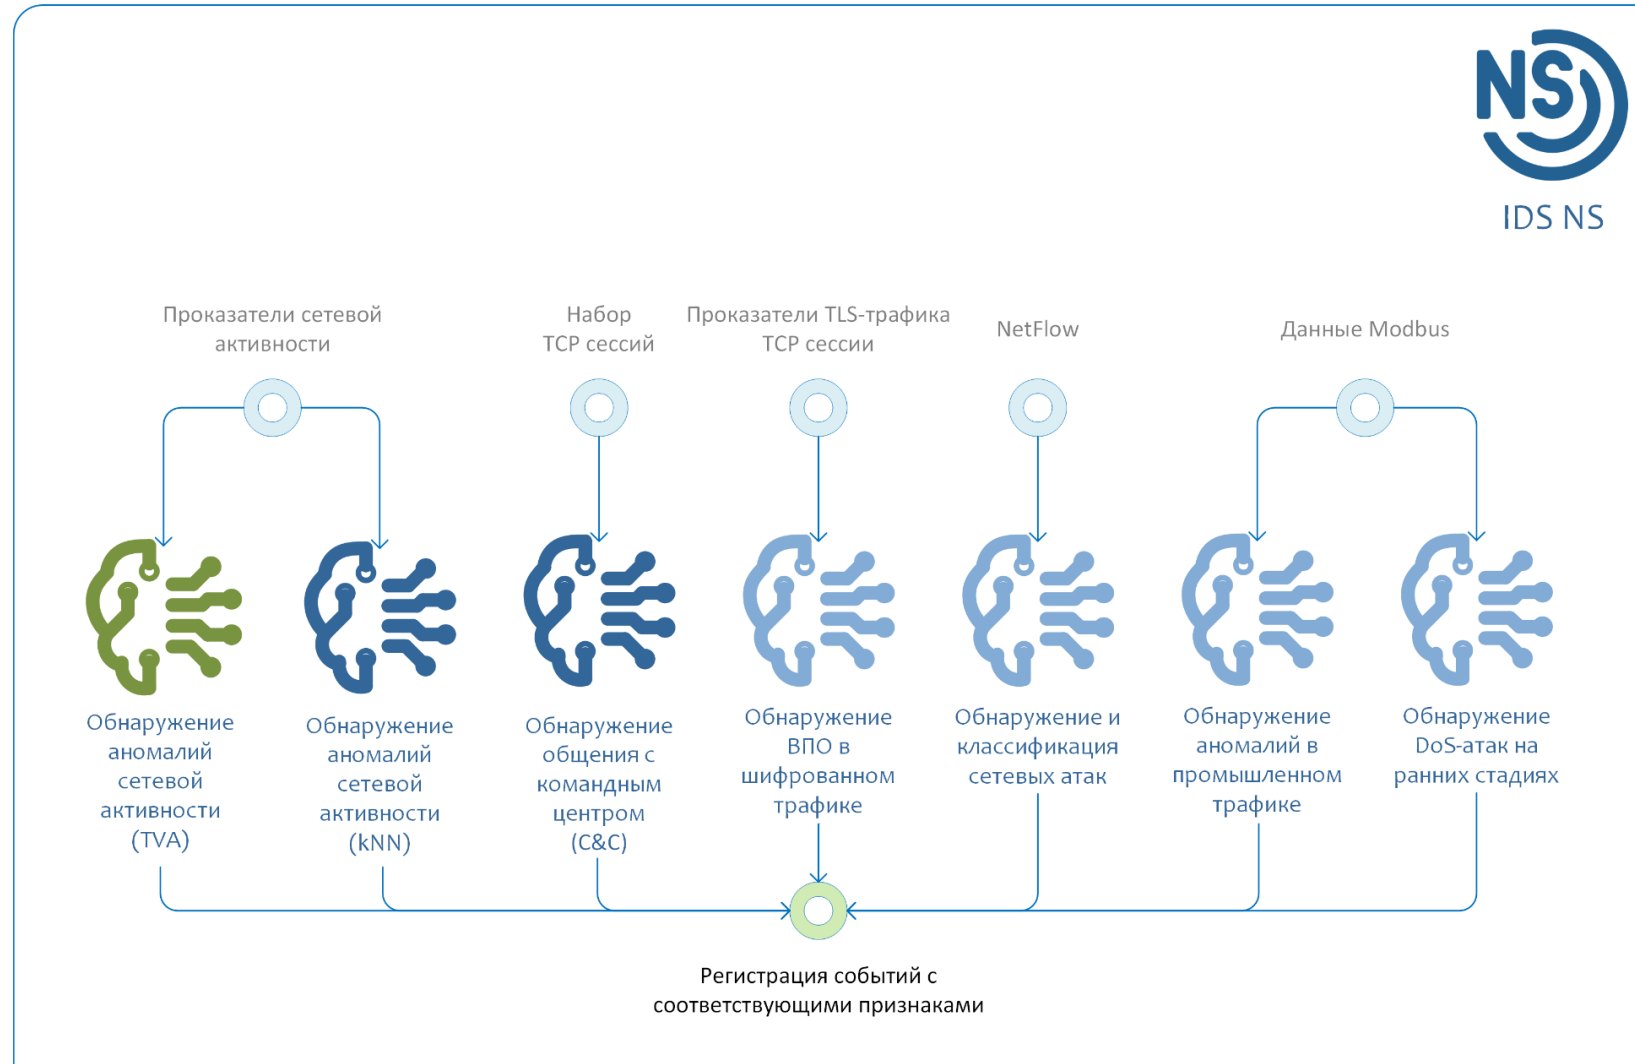 NS
IDS NS
Проказатели сетевой
активности
Набор
TCP сессий
Проказатели TLS-трафика
TCP сессии
NetFlow
Данные Modbus
Обнаружение
аномалий
сетевой
активности
(TVA)
Обнаружение
аномалий
сетевой
активности
(kNN)
Обнаружение
общения с
командным
центром
(C&C)
Обнаружение
ВПО в
шифрованном
трафике
Обнаружение и
классификация
сетевых атак
Обнаружение
аномалий в
промышленном
трафике
Обнаружение
DoS-атак на
ранних стадиях
Регистрация событий с
соответствующими признаками